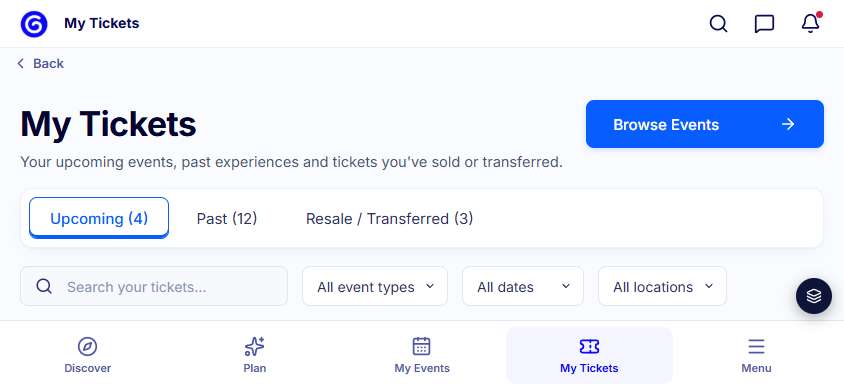 My Tickets
Back
My Tickets
Browse Events
Your upcoming events, past experiences and tickets you've sold or transferred.
Upcoming (4) Past (12) Resale / Transferred (3)
Search your tickets... All event types All dates All locations
Discover Plan My Events My Tickets Menu